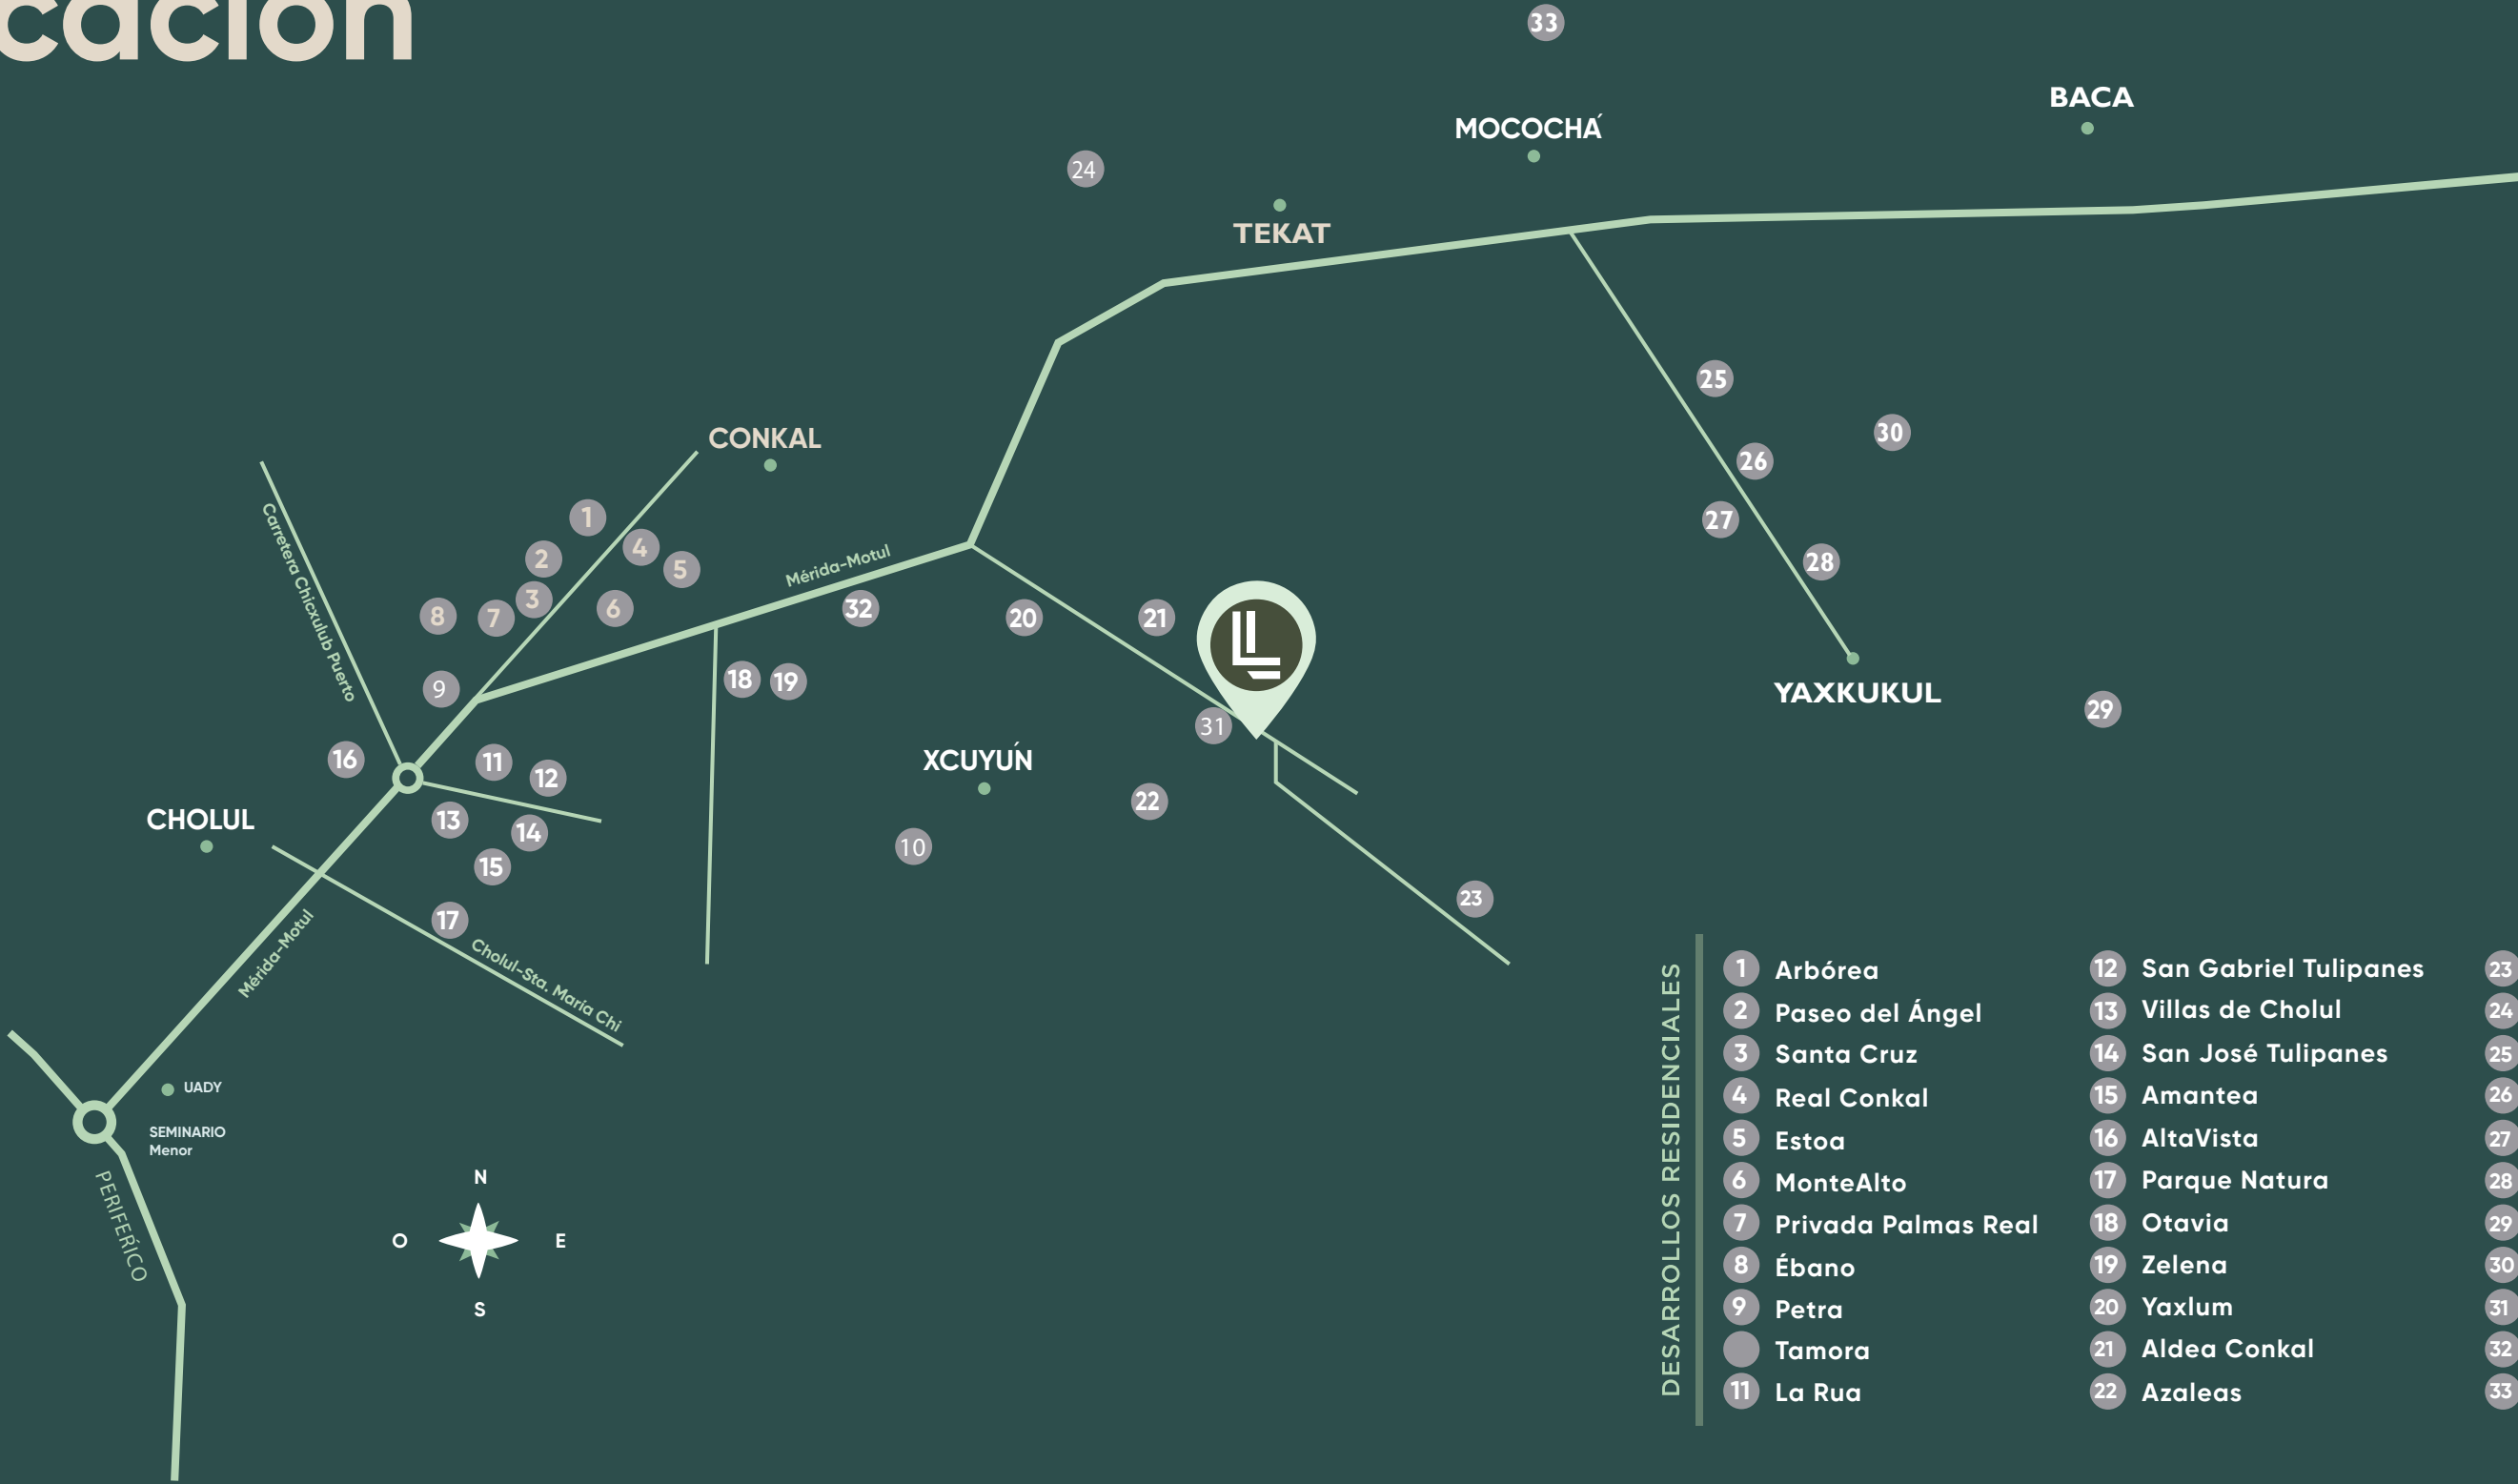 cación
33
BACA
MOCOCHÁ
24
TEKAT
25
30
CONKAL
26
1
27
4
Mérida-Motul
2
5
28
3
6
32
8
7
20
21
Carretera Chicxulub Puerto
18
19
9
YAXKUKUL
29
31
16
11
12
XCUYUŃ
22
CHOLUL
13
14
10
15
23
17
Cholul-Sta. María Chi
Mérida-Motul
UADY
SEMINARIO
Menor
PERIFERÍCO
N
O
E
S
DESARROLLOS RESIDENCIALES
1 Arbórea
2 Paseo del Ángel
3 Santa Cruz
4 Real Conkal
5 Estoa
6 MonteAlto
7 Privada Palmas Real
8 Ébano
9 Petra
Tamora
11 La Rua
12 San Gabriel Tulipanes
13 Villas de Cholul
14 San José Tulipanes
15 Amantea
16 AltaVista
17 Parque Natura
18 Otavia
19 Zelena
20 Yaxlum
21 Aldea Conkal
22 Azaleas
23
24
25
26
27
28
29
30
31
32
33